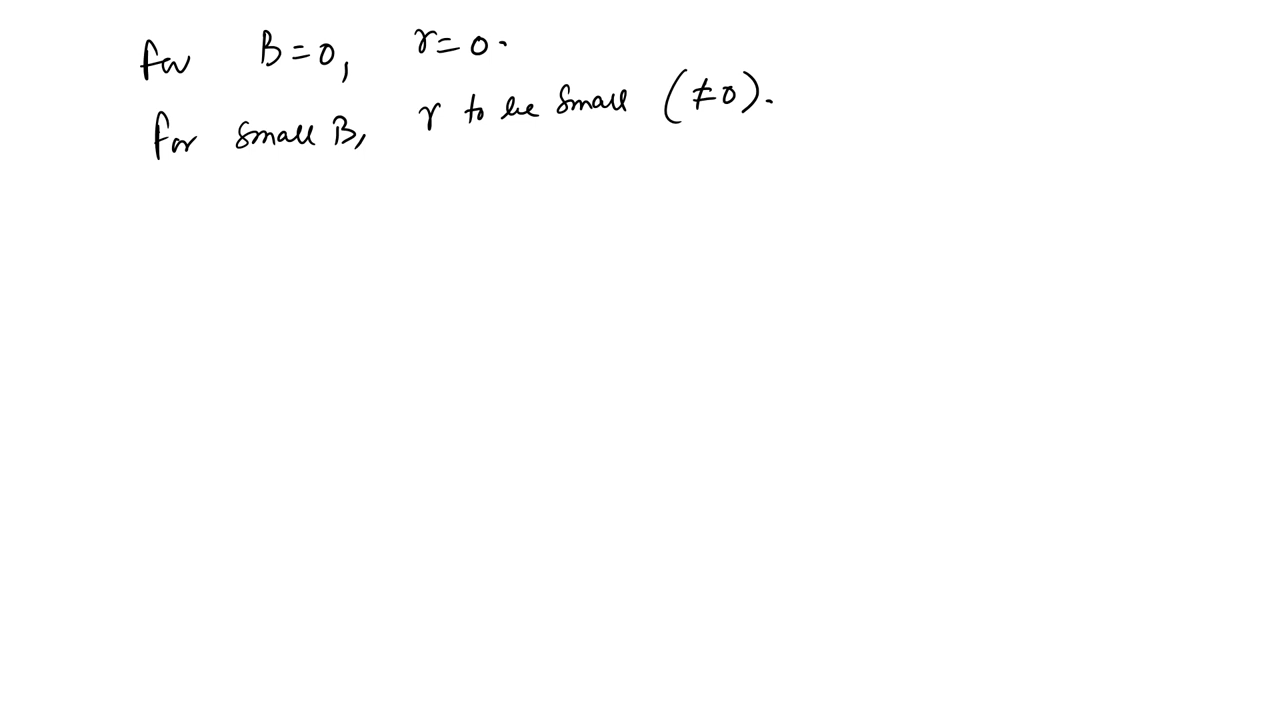 for B=0, r=0.
for small B, r to be small (≠0).